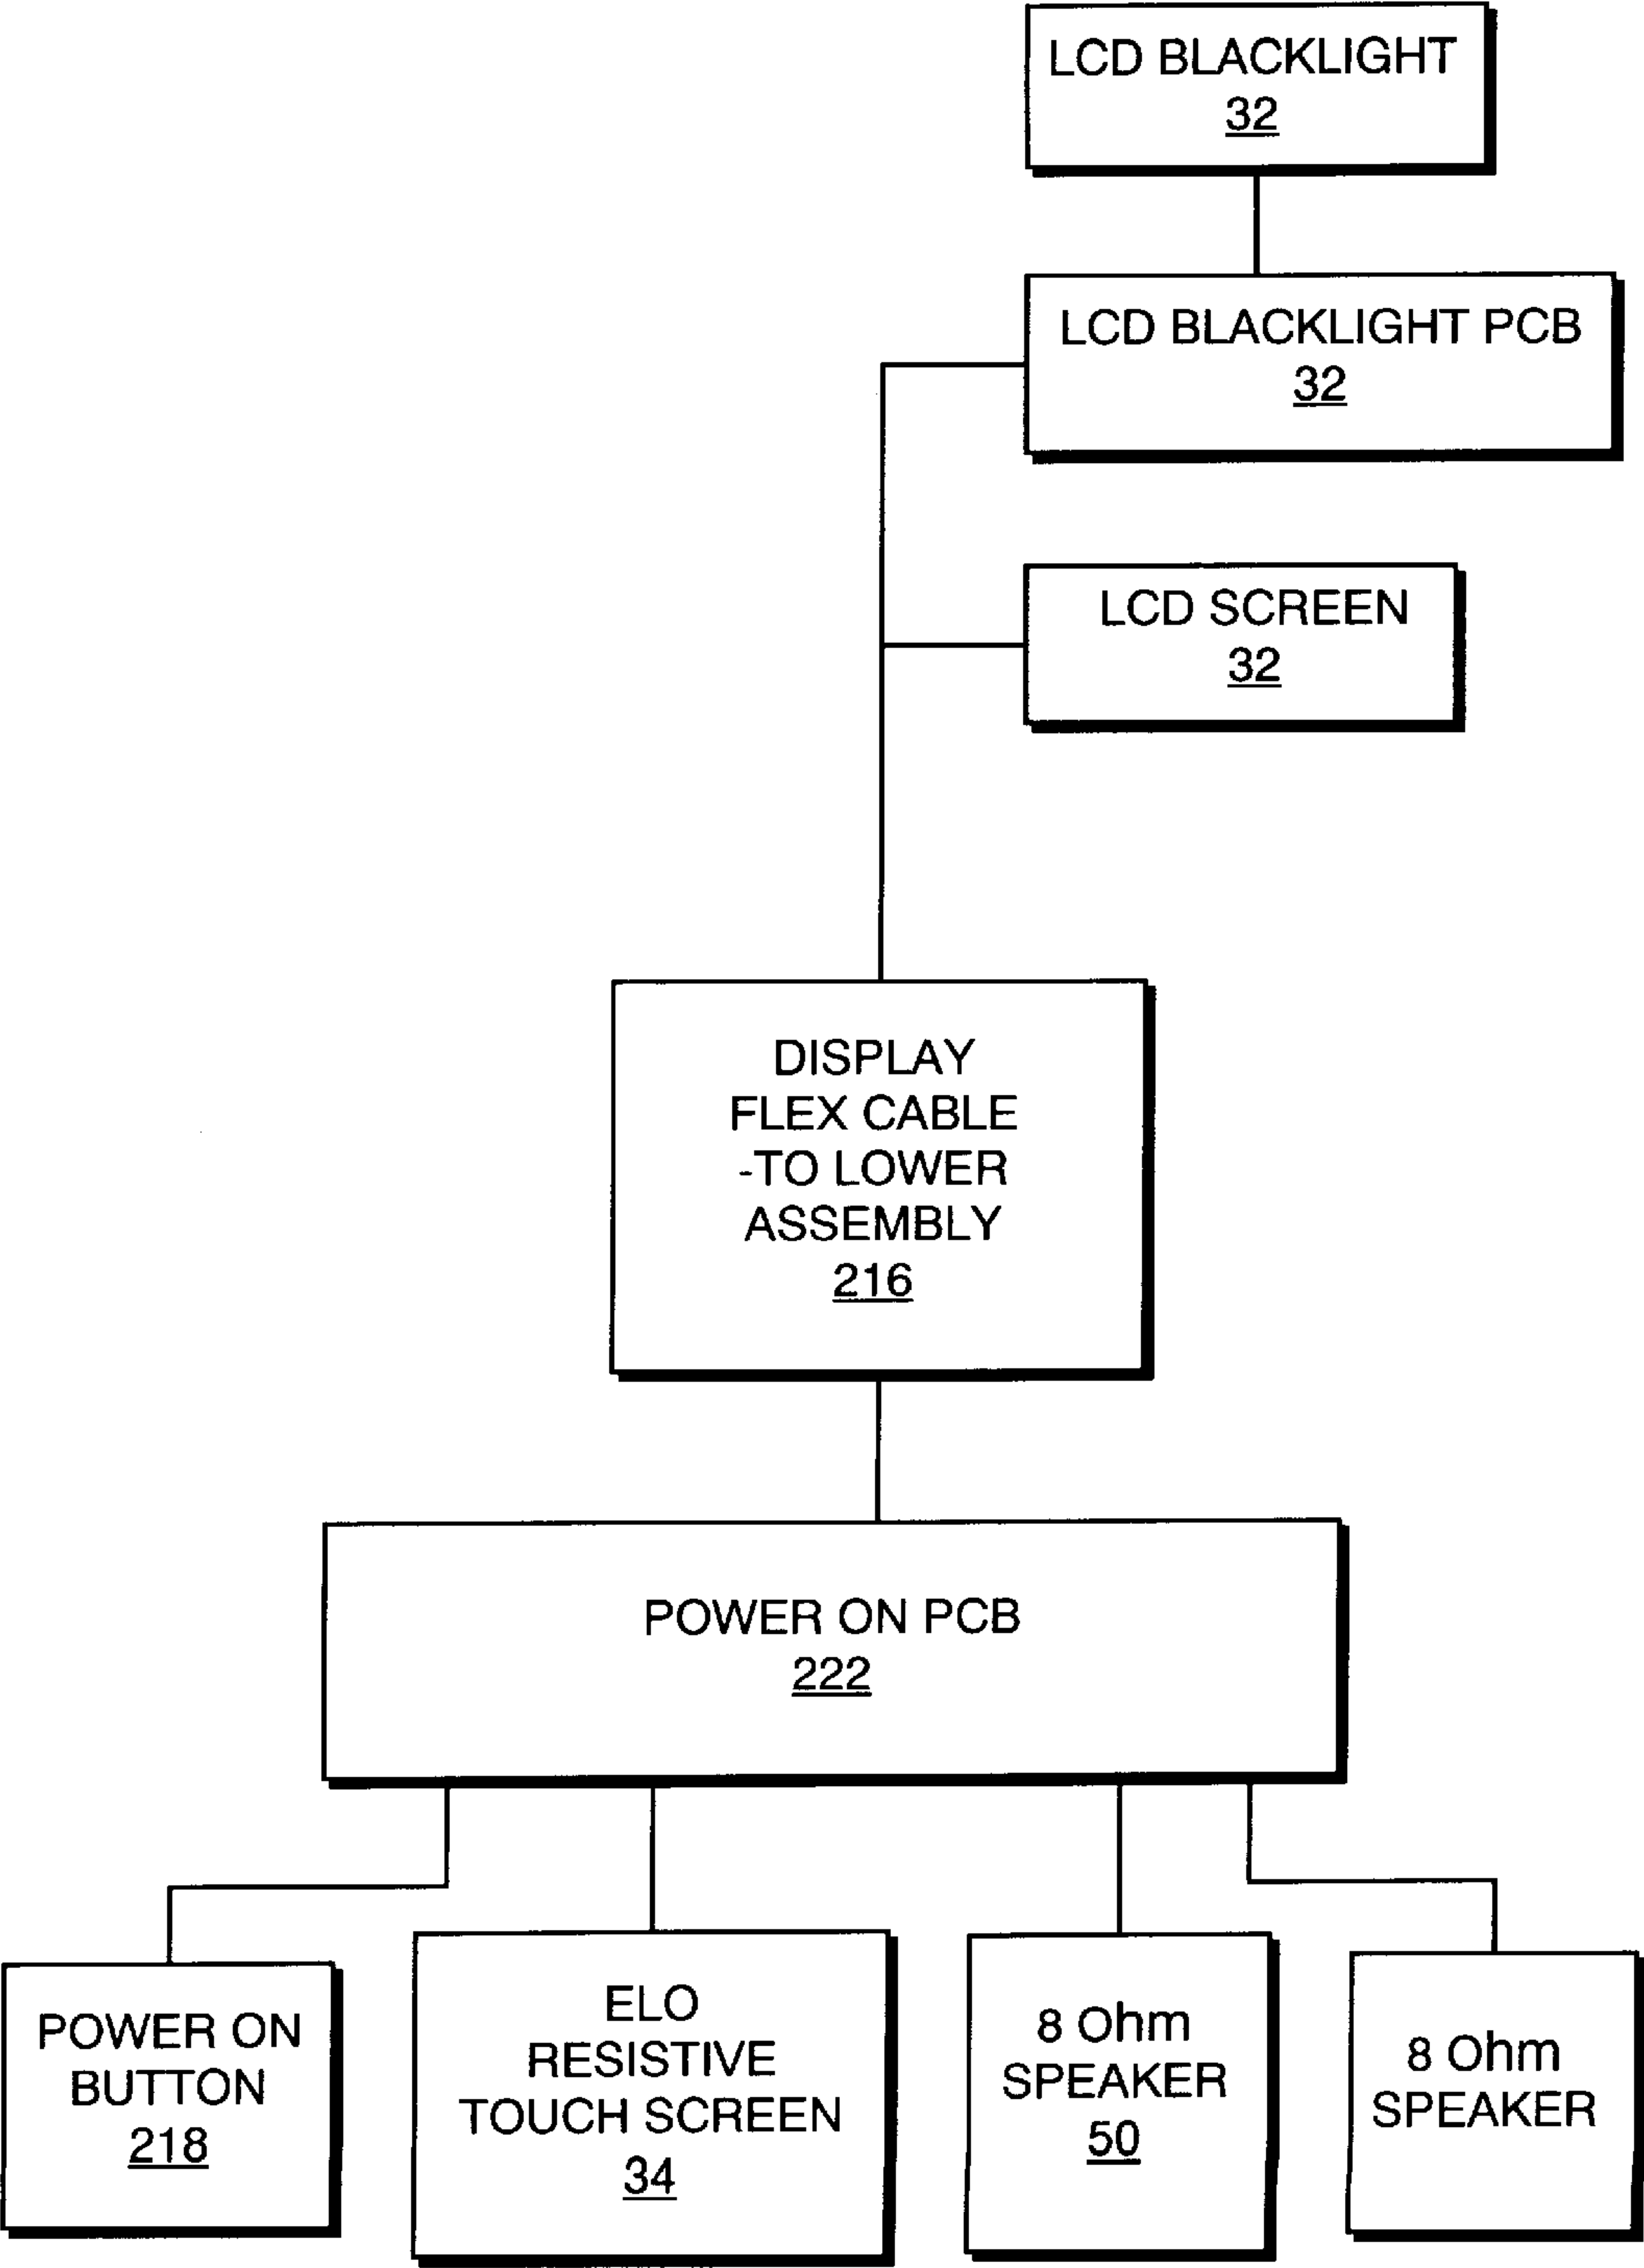 LCD BLACKLIGHT
32
LCD BLACKLIGHT PCB
32
LCD SCREEN
32
DISPLAY
FLEX CABLE
-TO LOWER
ASSEMBLY
216
POWER ON PCB
222
POWER ON
BUTTON
218
ELO
RESISTIVE
TOUCH SCREEN
34
8 Ohm
SPEAKER
50
8 Ohm
SPEAKER